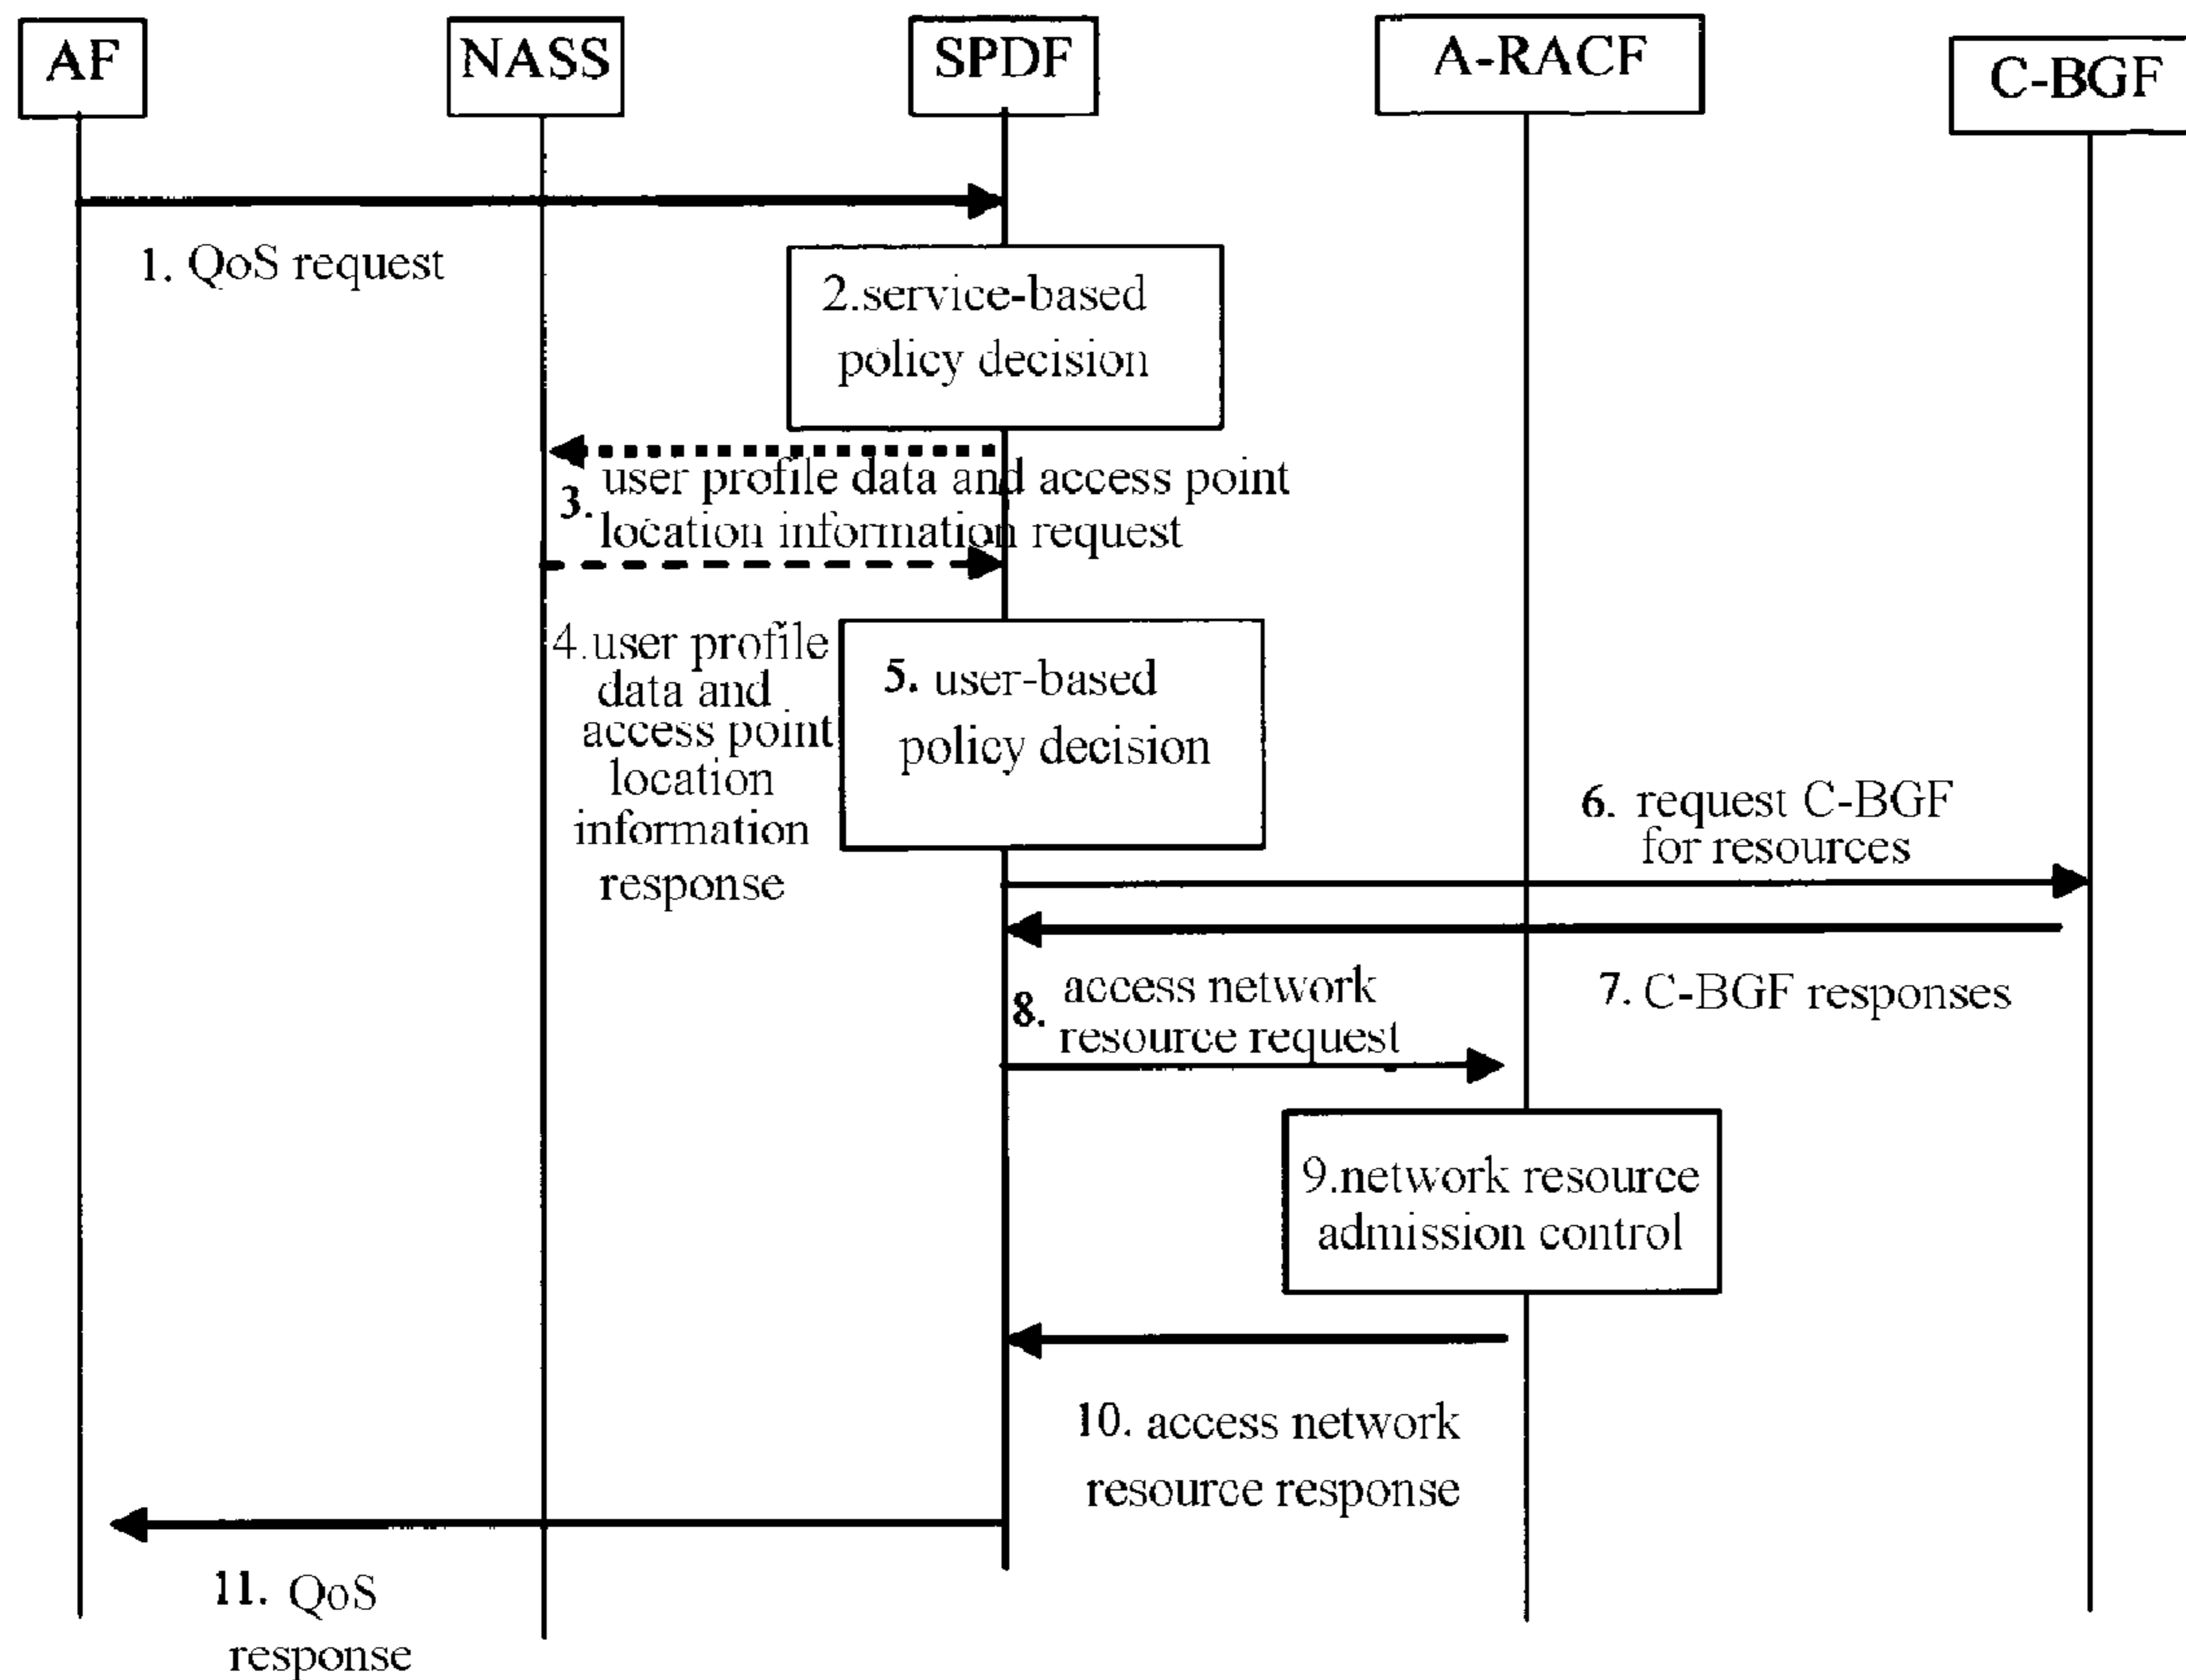 AF
NASS
SPDF
A-RACF
C-BGF
1. QoS request
2.service-based
policy decision
3. user profile data and access point
location information request
4.user profile
data and
access point
location
information
response
5. user-based
policy decision
6. request C-BGF
for resources
7. C-BGF responses
8. access network
resource request
9.network resource
admission control
10. access network
resource response
11. QoS
response